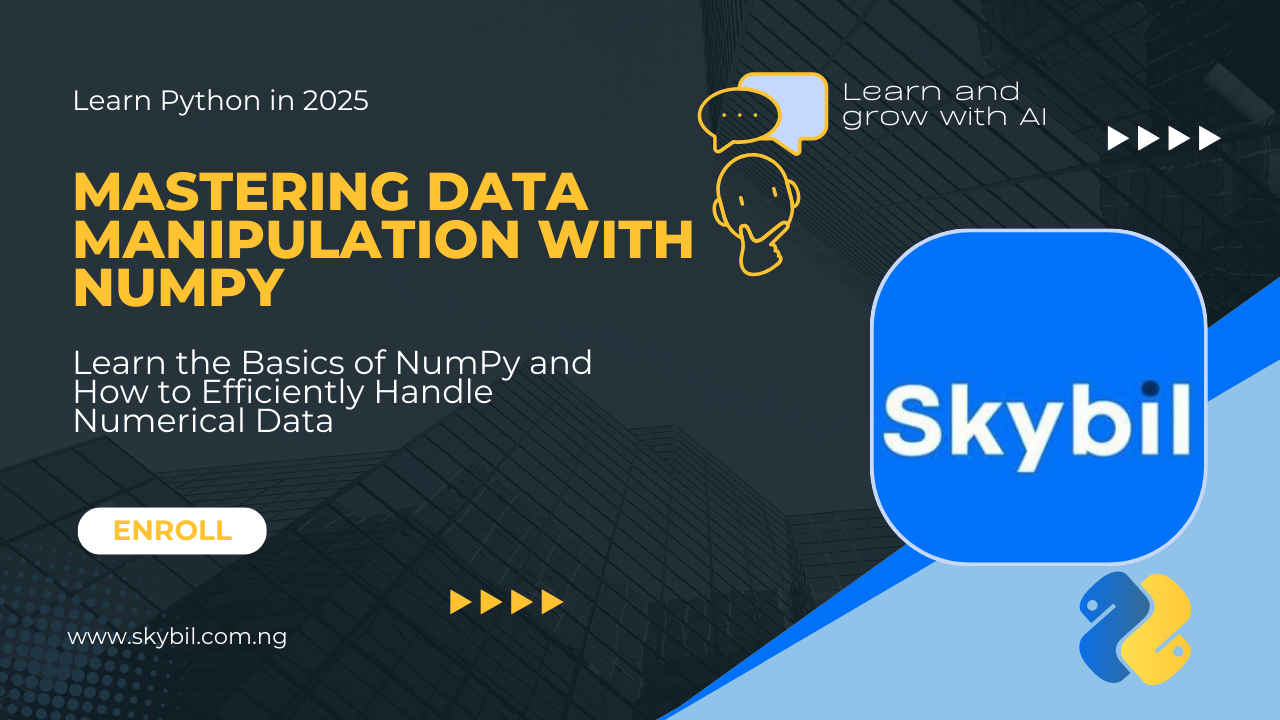 Learn Python in 2025
Learn and
grow with AI
MASTERING DATA
MANIPULATION WITH
NUMPY
Learn the Basics of NumPy and
How to Efficiently Handle
Numerical Data
Skybil
ENROLL
www.skybil.com.ng